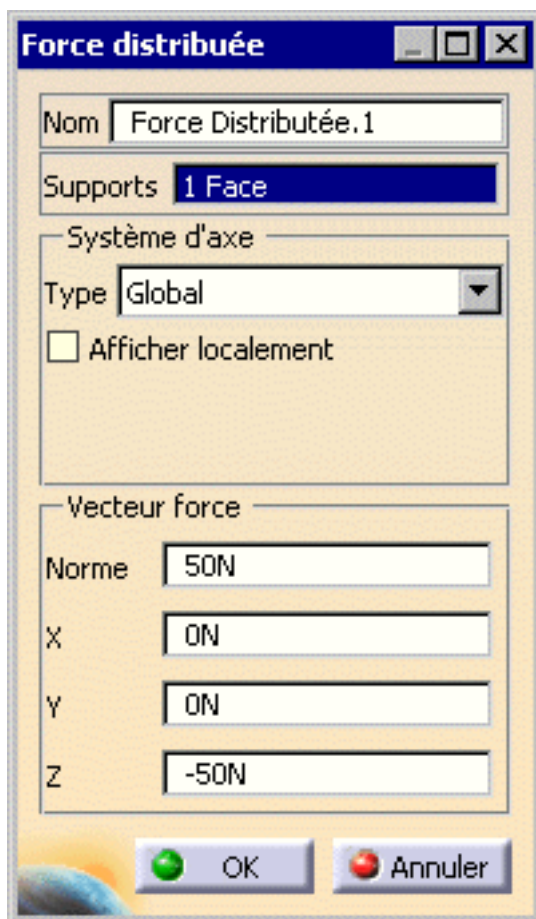 Force distribuée
Nom Force Distributée.1
Supports 1 Face
Système d'axe
Type Global
Afficher localement
Vecteur force
Norme 50N
X 0N
Y 0N
Z -50N
OK Annuler